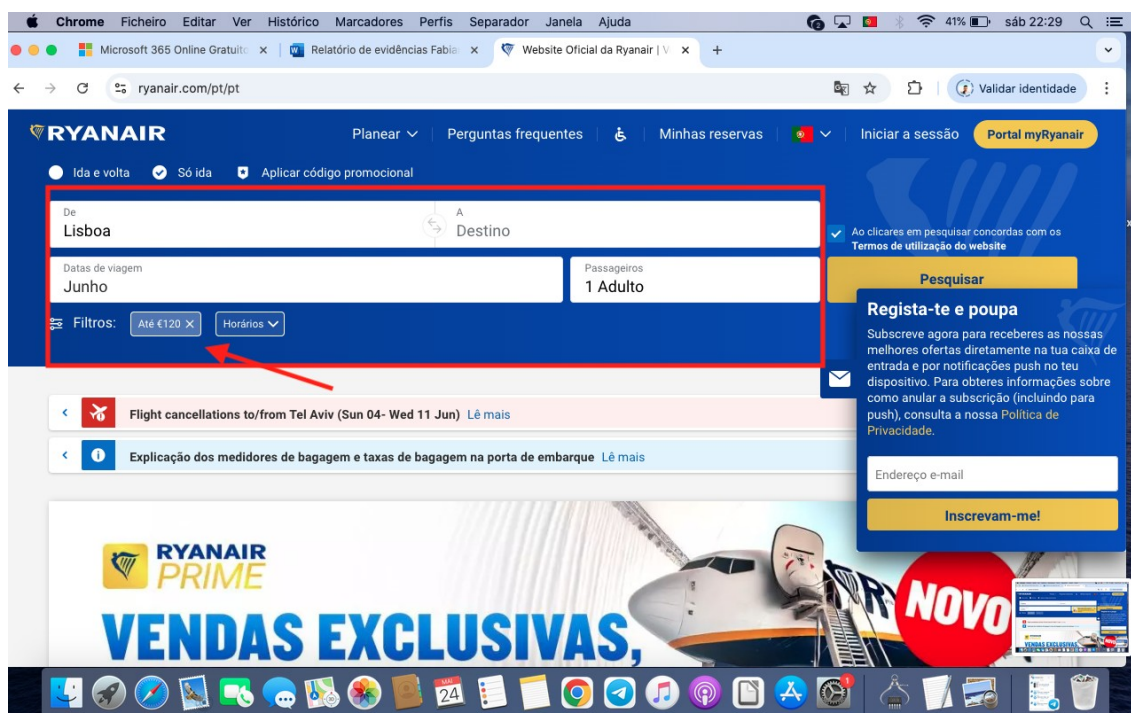 Chrome Ficheiro Editar Ver Histórico Marcadores Perfis Separador Janela Ajuda 41% sáb 22:29
Microsoft 365 Online Gratuito Relatório de evidências Website Oficial da Ryanair |
ryanair.com/pt/pt Validar identidade
RYANAIR Planear Perguntas frequentes Minhas reservas Iniciar a sessão Portal myRyanair
Ida e volta Só ida Aplicar código promocional
De A
Lisboa Destino
Ao clicares em pesquisar concordas com os
Termos de utilização do website
Datas de viagem Passageiros
Junho 1 Adulto
Pesquisar
Filtros: Até €120 Horários
Regista-te e poupa
Subscreve agora para receberes as nossas
melhores ofertas diretamente na tua caixa de
entrada e por notificações push no teu
dispositivo. Para obteres informações sobre
como anular a subscrição (incluindo para
push), consulta a nossa Política de
Privacidade.
Flight cancellations to/from Tel Aviv (Sun 04- Wed 11 Jun) Lê mais
Explicação dos medidores de bagagem e taxas de bagagem na porta de embarque Lê mais
Endereço e-mail
Inscrevam-me!
RYANAIR
PRIME
NOVO
VENDAS EXCLUSIVAS,
24